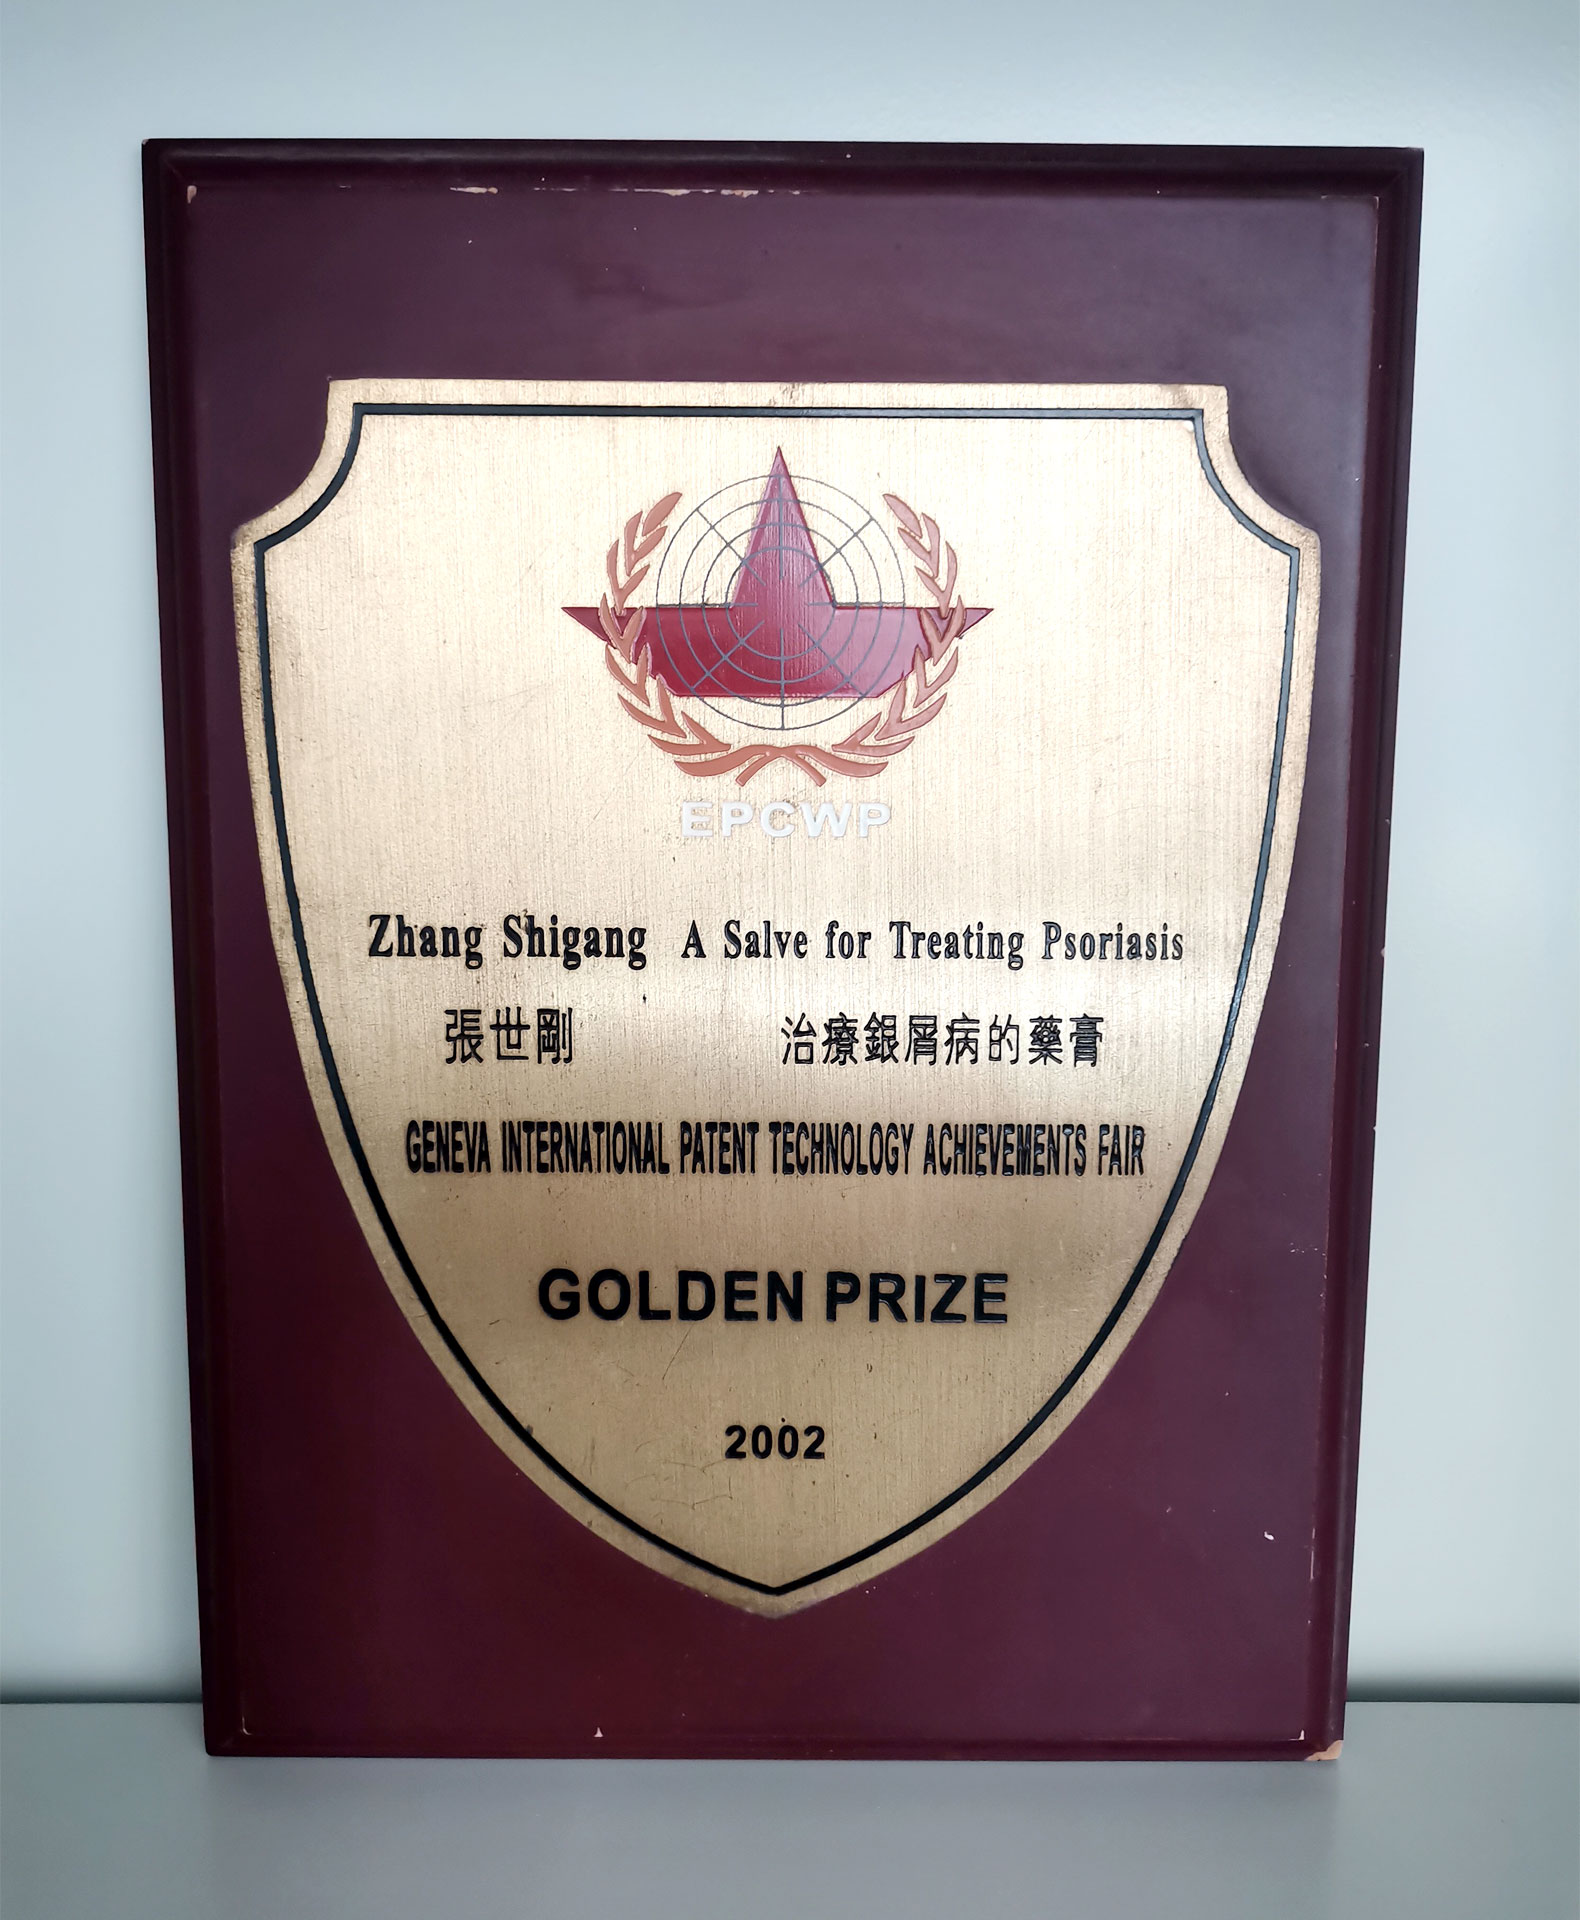 EPCWP
Zhang Shigang A Salve for Treating Psoriasis
張世剛 治療銀屑病的藥膏
GENEVA INTERNATIONAL PATENT TECHNOLOGY ACHIEVEMENTS FAIR
GOLDEN PRIZE
2002